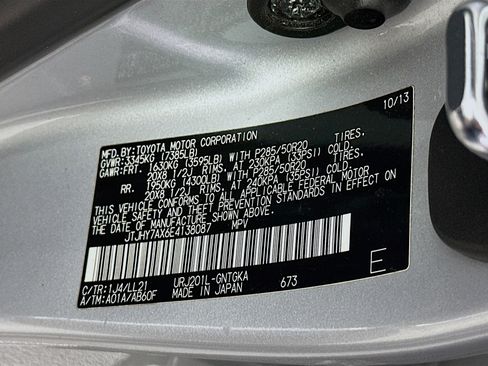 10/13
MFD.BY:TOYOTA MOTOR CORPORATION
GVWR:3345KG (7385LB)
GAWR:FRT. 1630KG (3595LB) WITH P285/50R20 TIRES.
20X8 1/2J RIMS, AT 230KPA (33PSI) COLD.
RR. 1950KG (4300LB) WITH P285/50R20 TIRES.
20X8 1/2J RIMS, AT 240KPA (35PSI) COLD.
THIS VEHICLE CONFORMS TO ALL APPLICABLE FEDERAL MOTOR
VEHICLE SAFETY AND THEFT PREVENTION STANDARDS IN EFFECT
ON THE DATE OF MANUFACTURE SHOWN ABOVE.
JTJHY7AX6E4138087 MPV
C/TR:1J4/LL21 URJ201L-GNTGKA
A/TM:A01A/AB60F MADE IN JAPAN 673
E